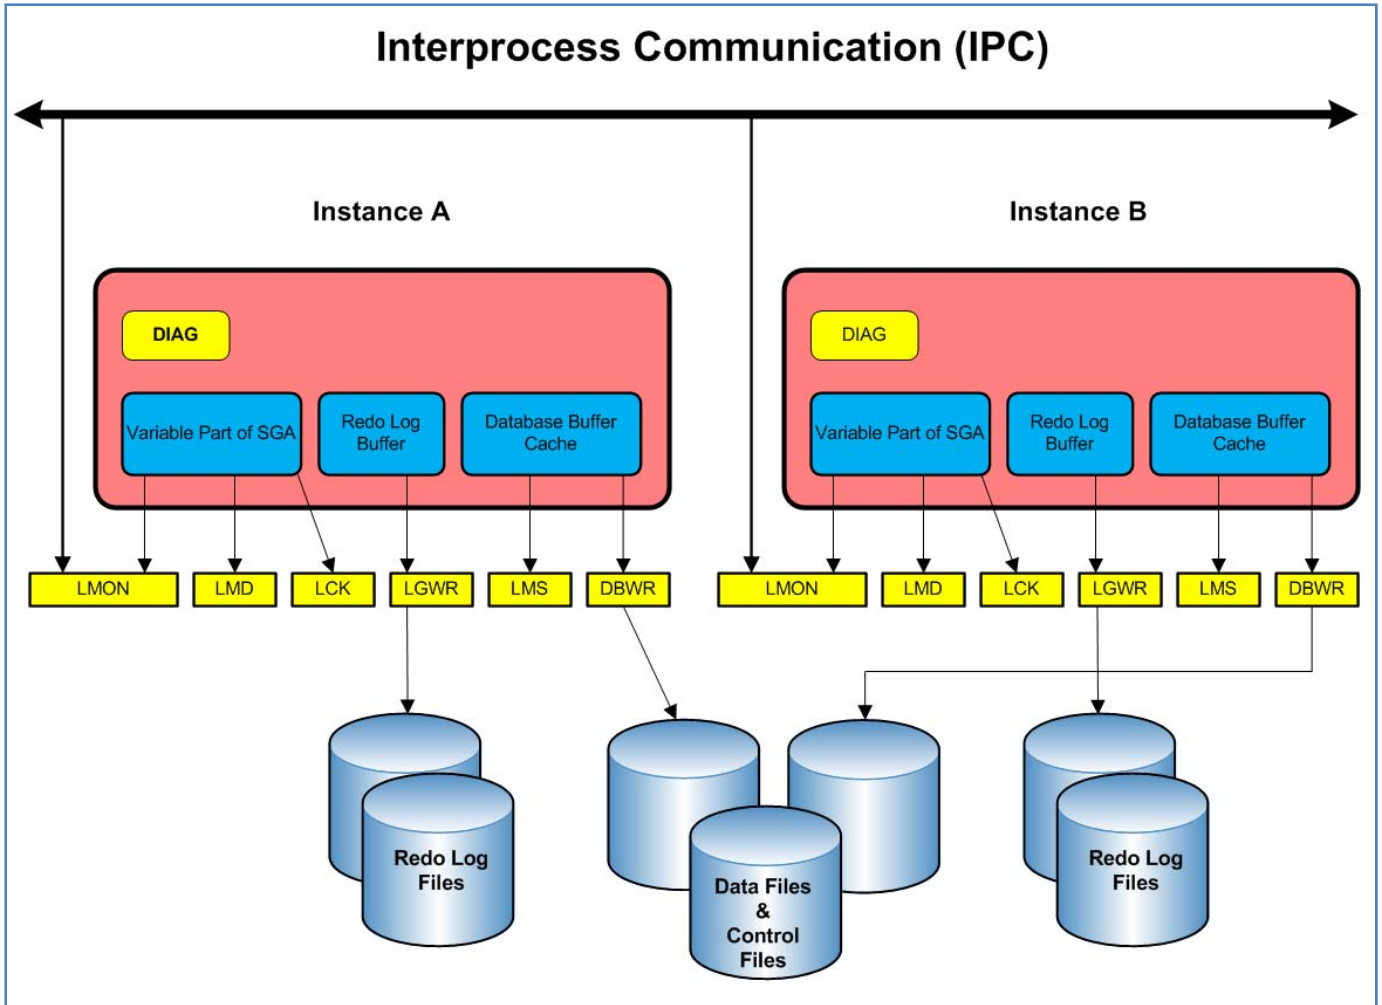 Interprocess Communication (IPC)
Instance A
Instance B
DIAG
DIAG
Variable Part of SGA
Redo Log
Buffer
Database Buffer
Cache
Variable Part of SGA
Redo Log
Buffer
Database Buffer
Cache
LMON
LMD
LCK
LGWR
LMS
DBWR
LMON
LMD
LCK
LGWR
LMS
DBWR
Redo Log
Files
Data Files
&
Control
Files
Redo Log
Files